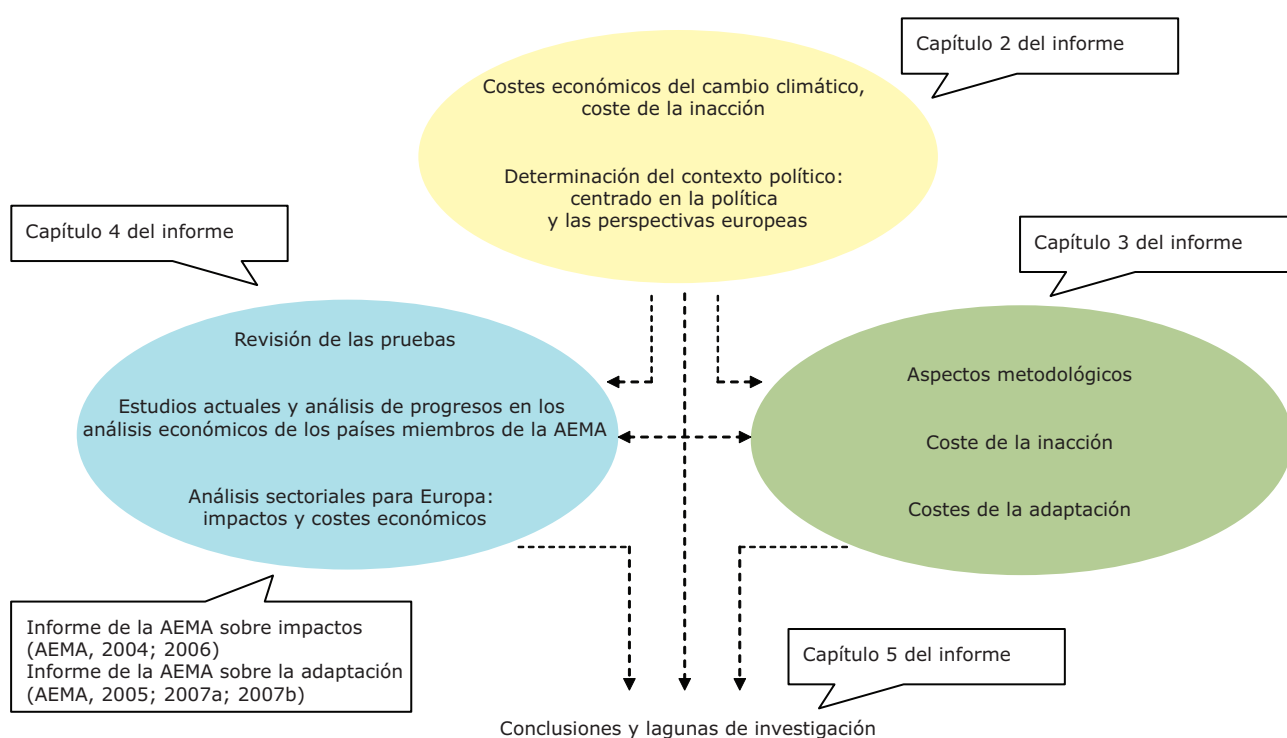 Capítulo 2 del informe
Costes económicos del cambio climático,
coste de la inacción
Determinación del contexto político:
centrado en la política
y las perspectivas europeas
Capítulo 4 del informe
Capítulo 3 del informe
Revisión de las pruebas
Estudios actuales y análisis de progresos en los
análisis económicos de los países miembros de la AEMA
Análisis sectoriales para Europa:
impactos y costes económicos
Aspectos metodológicos
Coste de la inacción
Costes de la adaptación
Informe de la AEMA sobre impactos
(AEMA, 2004; 2006)
Informe de la AEMA sobre la adaptación
(AEMA, 2005; 2007a; 2007b)
Capítulo 5 del informe
Conclusiones y lagunas de investigación